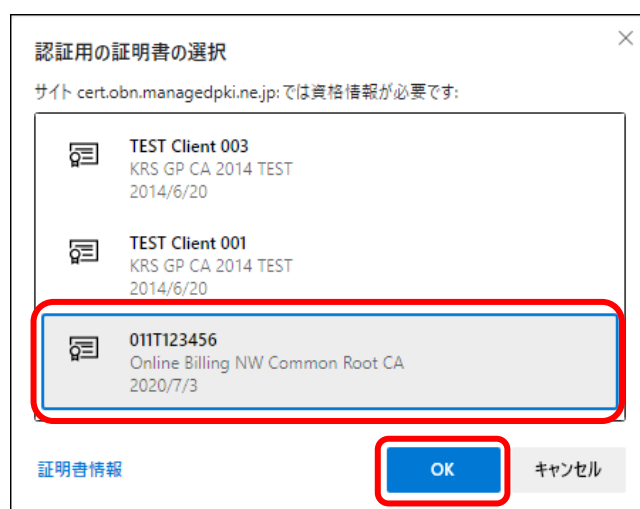 認証用の証明書の選択
サイト cert.obn.managedpki.ne.jp: では資格情報が必要です:
TEST Client 003
KRS GP CA 2014 TEST
2014/6/20
TEST Client 001
KRS GP CA 2014 TEST
2014/6/20
011T123456
Online Billing NW Common Root CA
2020/7/3
証明書情報
OK
キャンセル